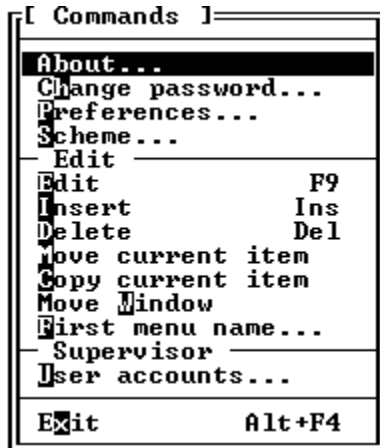 [ Commands ]
About...
Change password...
Preferences...
Scheme...
Edit
Edit F9
Insert Ins
Delete Del
Move current item
Copy current item
Move Window
First menu name...
Supervisor
User accounts...
Exit Alt+F4